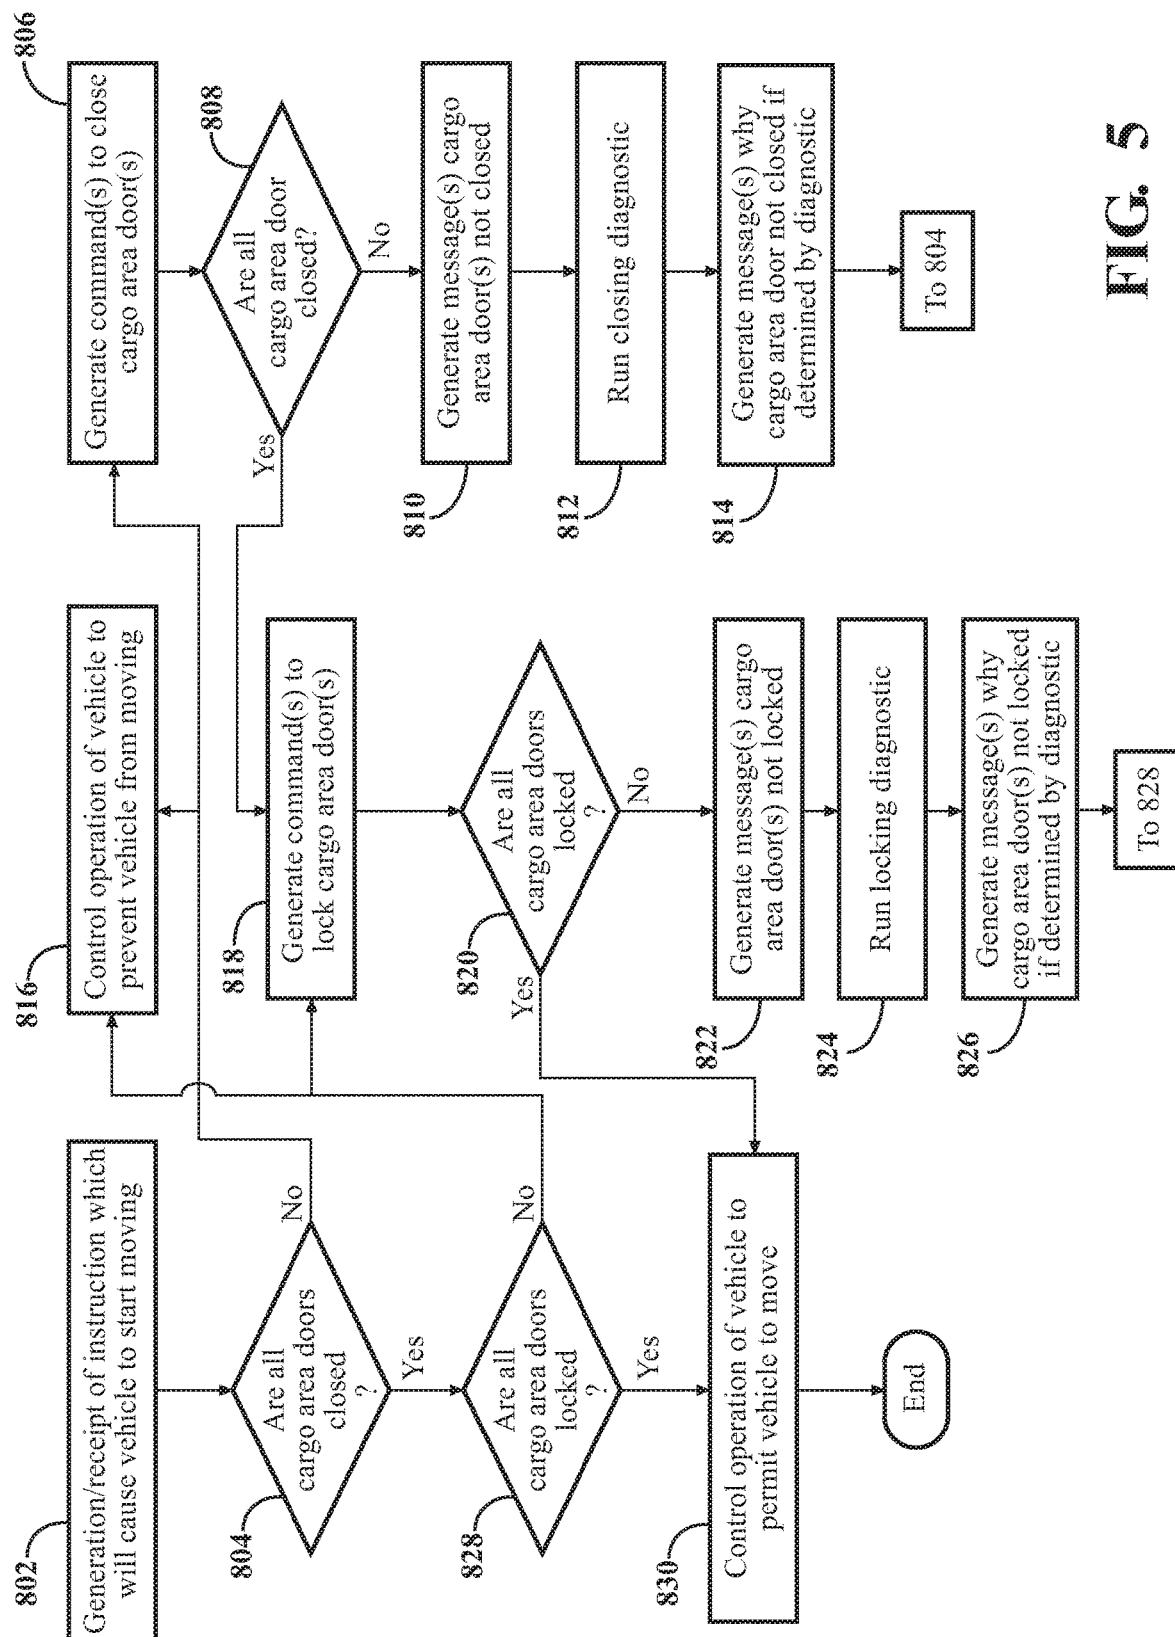 802
Generation/receipt of instruction which
will cause vehicle to start moving
804
Are all
cargo area doors
closed
?
No
Yes
828
Are all
cargo area doors
locked
?
No
Yes
830
Control operation of vehicle to
permit vehicle to move
End
816
Control operation of vehicle to
prevent vehicle from moving
818
Generate command(s) to
lock cargo area door(s)
820
Are all
cargo area doors
locked
?
Yes
No
822
Generate message(s) cargo
area door(s) not locked
824
Run locking diagnostic
826
Generate message(s) why
cargo area door(s) not locked
if determined by diagnostic
To 828
806
Generate command(s) to close
cargo area door(s)
808
Are all
cargo area door
closed?
Yes
No
810
Generate message(s) cargo
area door(s) not closed
812
Run closing diagnostic
814
Generate message(s) why
cargo area door not closed if
determined by diagnostic
To 804
FIG. 5